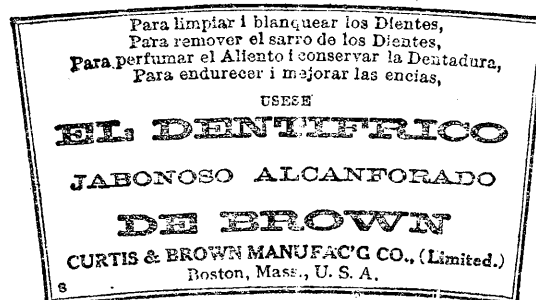 Para limpiar i blanquear los Dientes,
Para remover el sarro de los Dientes,
Para perfumar el Aliento i conservar la Dentadura,
Para endurecer i mejorar las encias,
USESE
EL DENTIFRICO
JABONOSO ALCANFORADO
DE BROWN
CURTIS & BROWN MANUFAC'G CO., (Limited.)
Boston, Mass., U. S. A.
8